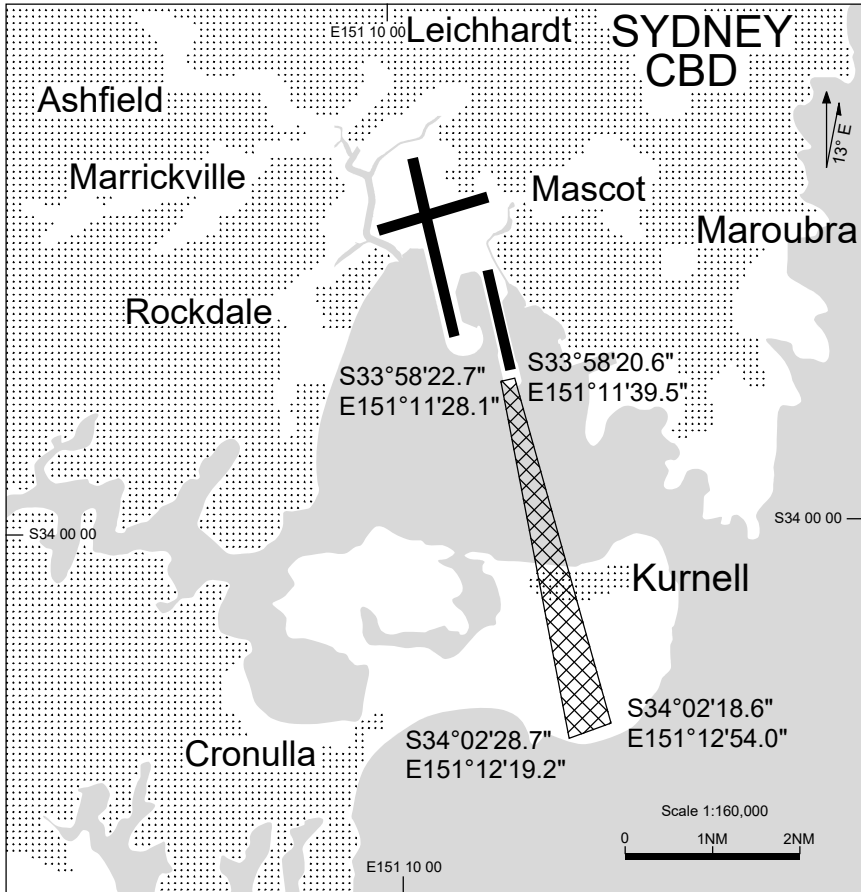 E151 10 00
Leichhardt
SYDNEY
CBD
Ashfield
13° E
Marrickville
Mascot
Maroubra
Rockdale
S33°58'22.7"
E151°11'28.1"
S33°58'20.6"
E151°11'39.5"
S34 00 00
S34 00 00
Kurnell
S34°02'18.6"
E151°12'54.0"
S34°02'28.7"
E151°12'19.2"
Cronulla
Scale 1:160,000
0 1NM 2NM
E151 10 00